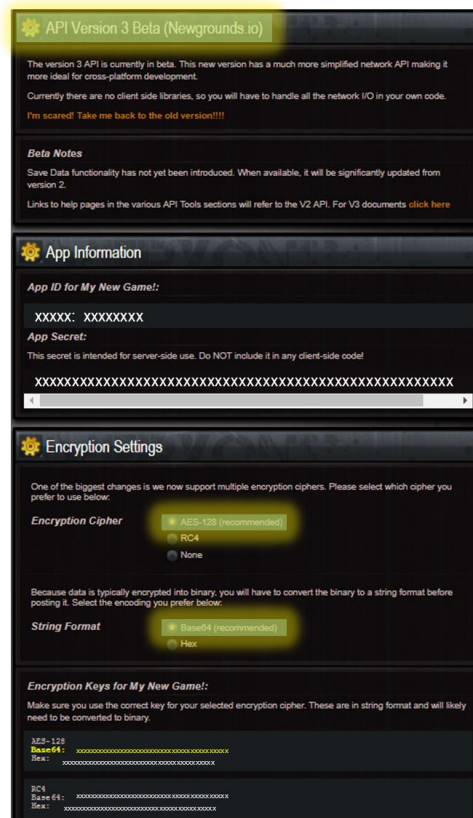 API Version 3 Beta (Newgrounds.io)
The version 3 API is currently in beta. This new version has a much more simplified network API making it
more ideal for cross-platform development.
Currently there are no client side libraries, so you will have to handle all the network I/O in your own code.
I'm scared! Take me back to the old version!!!!
Beta Notes
Save Data functionality has not yet been introduced. When available, it will be significantly updated from
version 2.
Links to help pages in the various API Tools sections will refer to the V2 API. For V3 documents click here
App Information
App ID for My New Game!:
XXXXX: XXXXXXXX
App Secret:
This secret is intended for server-side use. Do NOT include it in any client-side code!
XXXXXXXXXXXXXXXXXXXXXXXXXXXXXXXXXXXXXXXXXXXXXXXXXXXX
Encryption Settings
One of the biggest changes is we now support multiple encryption ciphers. Please select which cipher you
prefer to use below:
Encryption Cipher
AES-128 (recommended)
RC4
None
Because data is typically encrypted into binary, you will have to convert the binary to a string format before
posting it. Select the encoding you prefer below:
String Format
Base64 (recommended)
Hex
Encryption Keys for My New Game!:
Make sure you use the correct key for your selected encryption cipher. These are in string format and will likely
need to be converted to binary.
AES-128
Base64: xxxxxxxxxxxxxxxxxxxxxxxxxxxxxxxxxxxxxxxx
Hex: xxxxxxxxxxxxxxxxxxxxxxxxxxxxxxxxxxxxxxxx
RC4
Base64: xxxxxxxxxxxxxxxxxxxxxxxxxxxxxxxxxxxxxxxx
Hex: xxxxxxxxxxxxxxxxxxxxxxxxxxxxxxxxxxxxxxxx